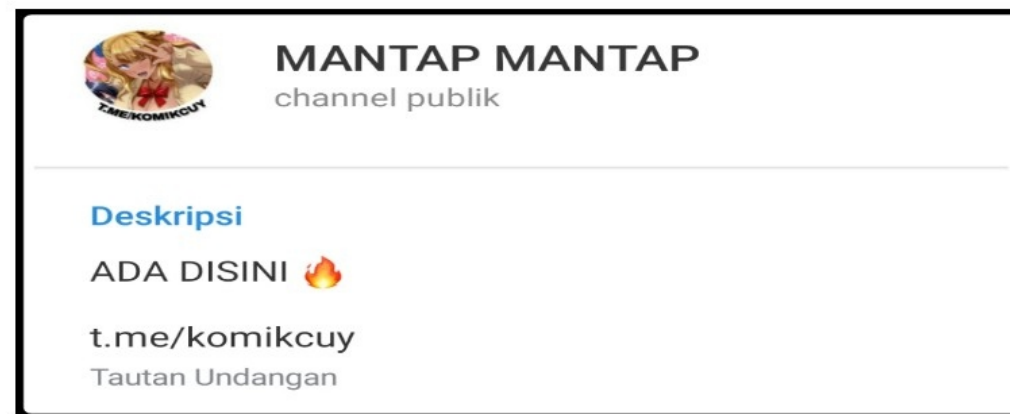 MANTAP MANTAP
channel publik
T.ME/KOMIKCUY
Deskripsi
ADA DISINI 🔥
t.me/komikcuy
Tautan Undangan